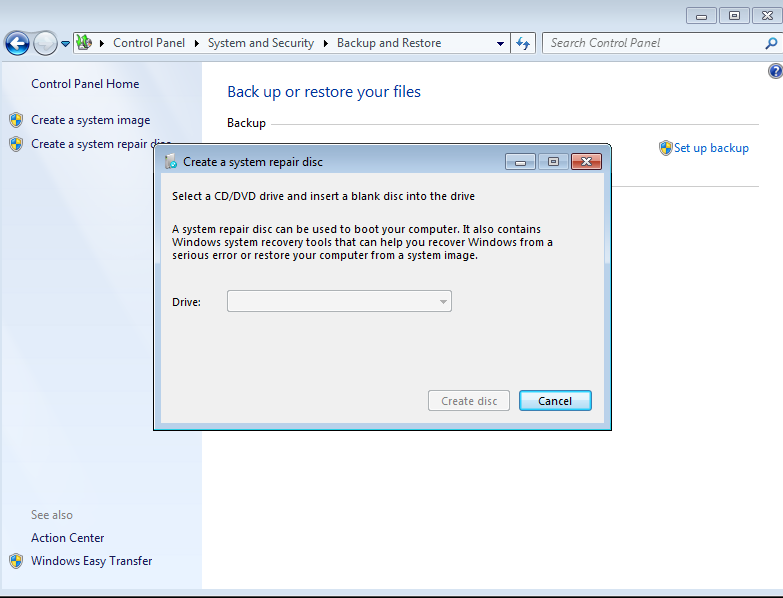 Control Panel System and Security Backup and Restore Search Control Panel
Control Panel Home
Create a system image
Create a system repair disc
Back up or restore your files
Backup
Set up backup
Create a system repair disc
Select a CD/DVD drive and insert a blank disc into the drive
A system repair disc can be used to boot your computer. It also contains
Windows system recovery tools that can help you recover Windows from a
serious error or restore your computer from a system image.
Drive:
Create disc Cancel
See also
Action Center
Windows Easy Transfer